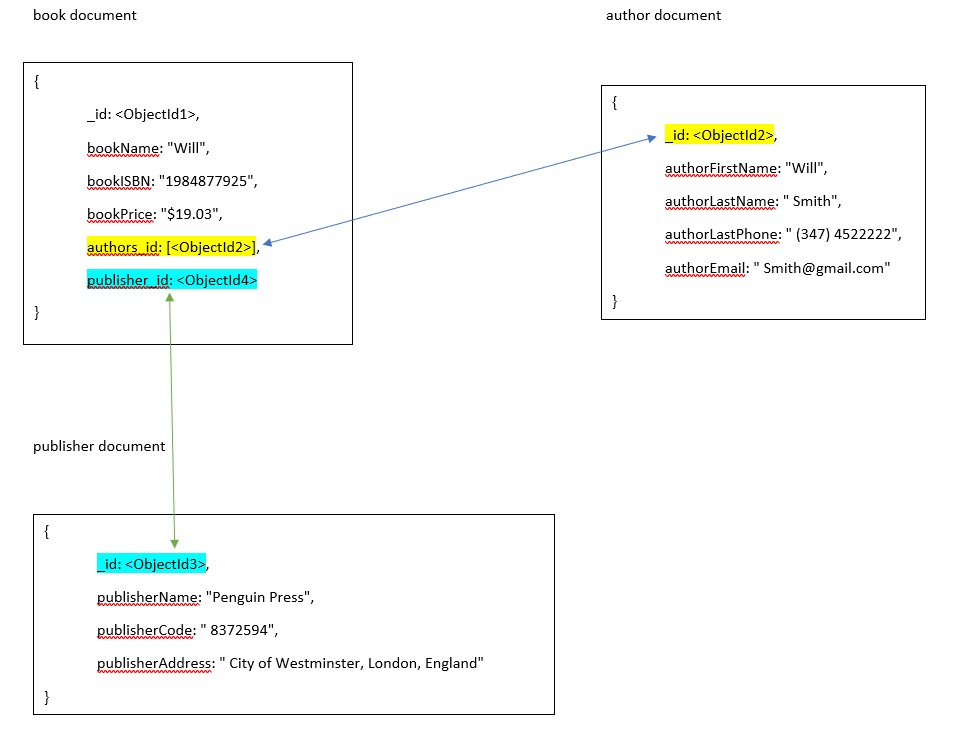 book document
{
_id: <ObjectId1>,
bookName: "Will",
bookISBN: "1984877925",
bookPrice: "$19.03",
authors_id: [<ObjectId2>],
publisher_id: <ObjectId4>
}
author document
{
_id: <ObjectId2>,
authorFirstName: "Will",
authorLastName: " Smith",
authorLastPhone: " (347) 4522222",
authorEmail: " Smith@gmail.com"
}
publisher document
{
_id: <ObjectId3>,
publisherName: "Penguin Press",
publisherCode: " 8372594",
publisherAddress: " City of Westminster, London, England"
}